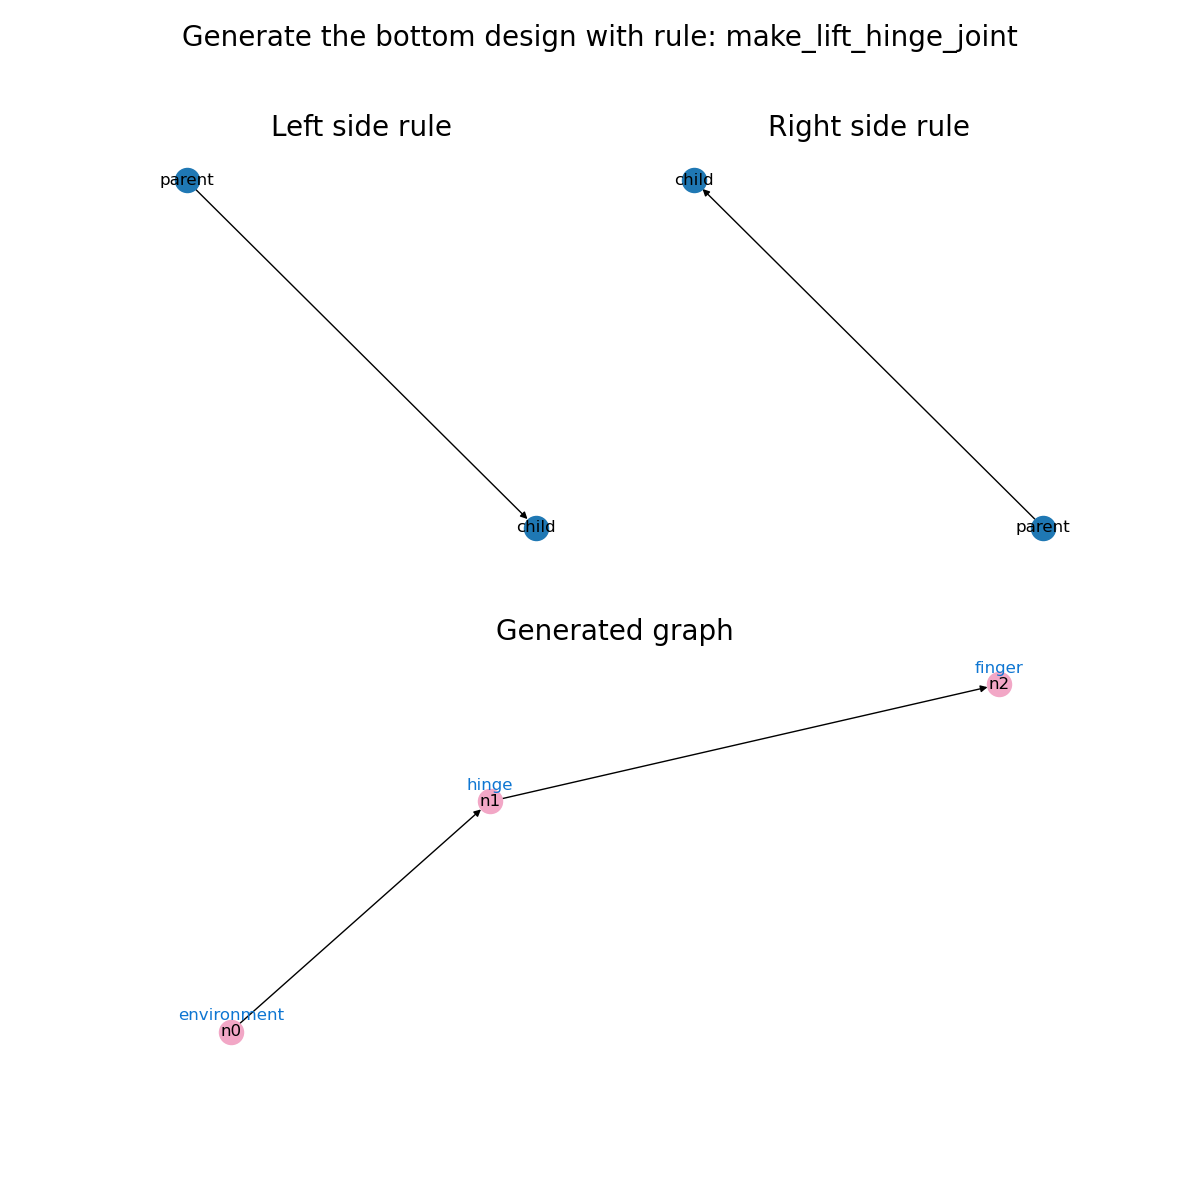 Generate the bottom design with rule: make_lift_hinge_joint
Left side rule
Right side rule
parent
child
child
parent
Generated graph
finger
n2
hinge
n1
environment
n0